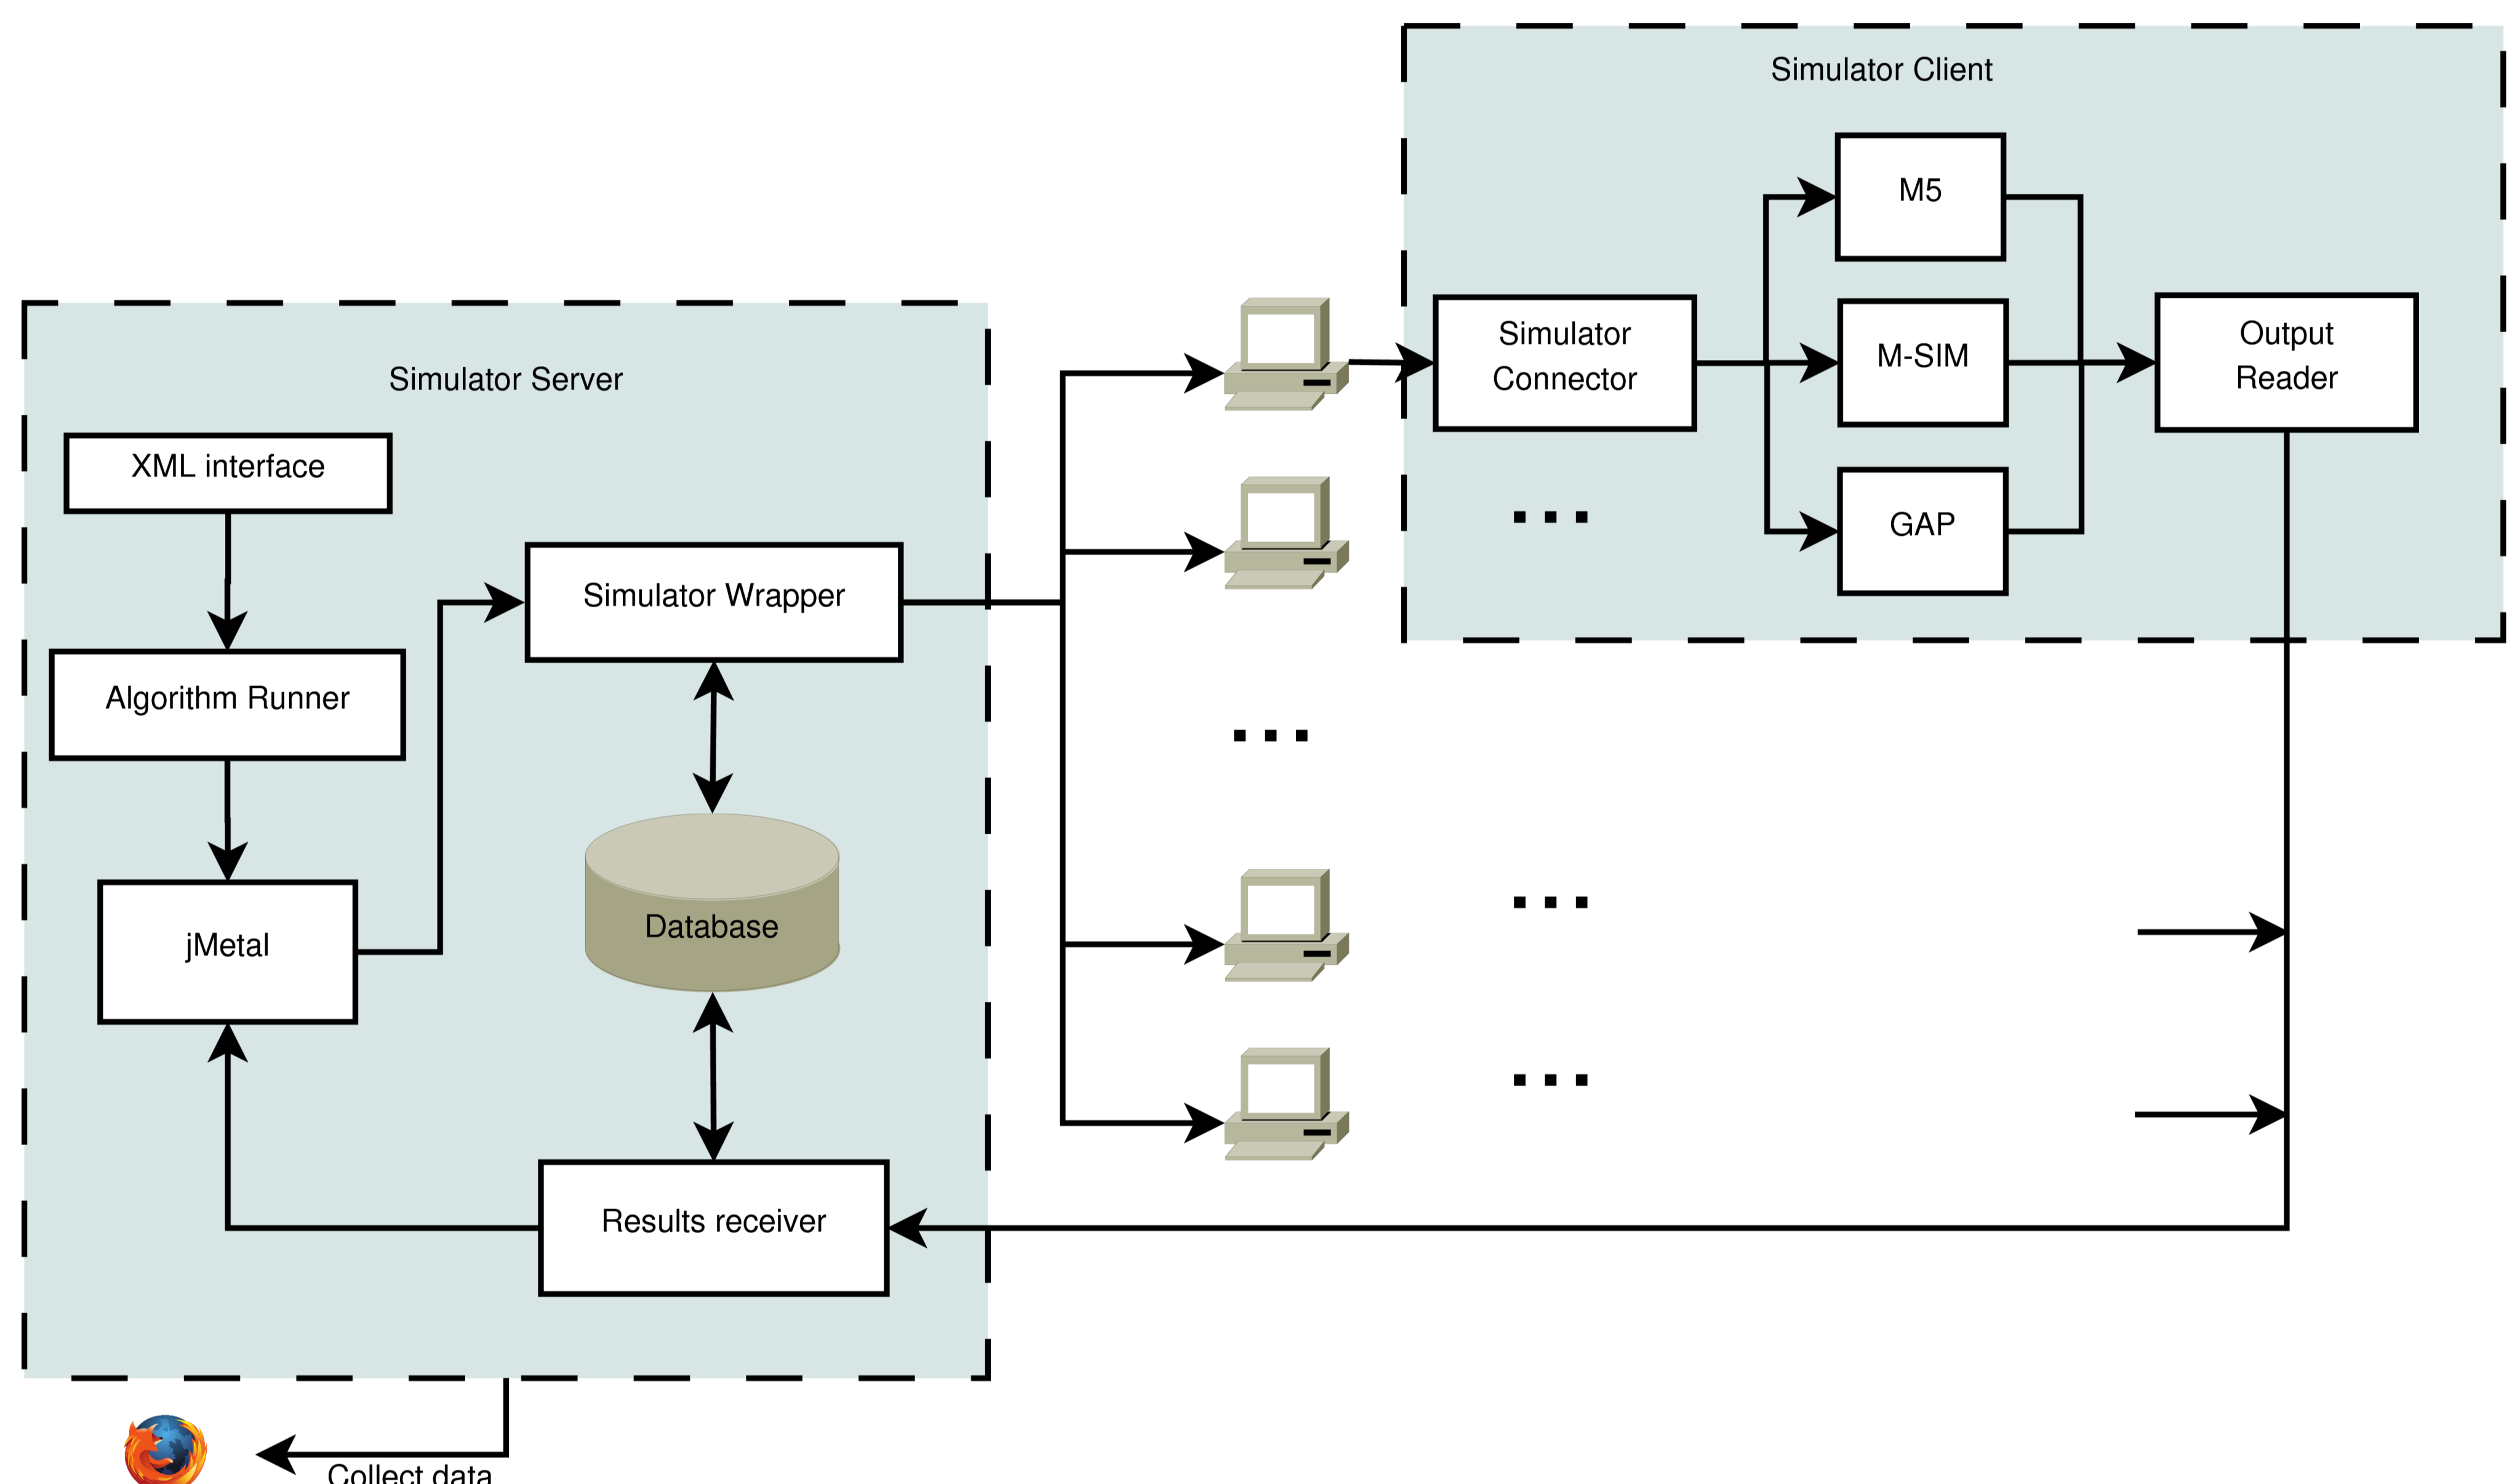 Simulator Client
M5
Simulator
Connector
M-SIM
Output
Reader
GAP
Simulator Server
XML interface
Simulator Wrapper
Algorithm Runner
Database
jMetal
Results receiver
Collect data